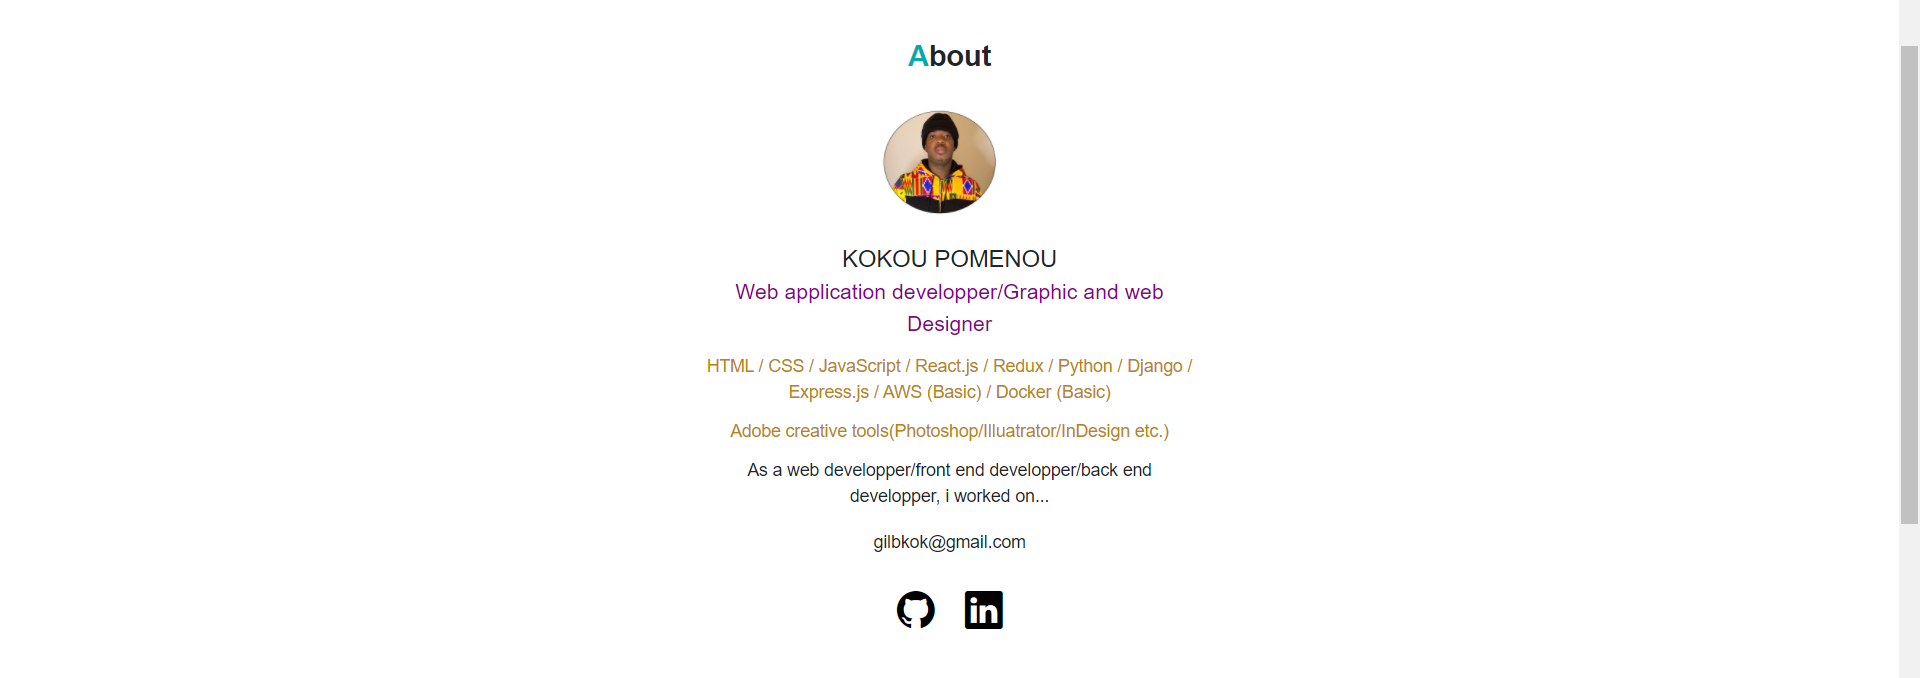 About
KOKOU POMENOU
Web application developper/Graphic and web
Designer
HTML / CSS / JavaScript / React.js / Redux / Python / Django /
Express.js / AWS (Basic) / Docker (Basic)
Adobe creative tools(Photoshop/Illuatrator/InDesign etc.)
As a web developper/front end developper/back end
developper, i worked on...
gilbkok@gmail.com
in